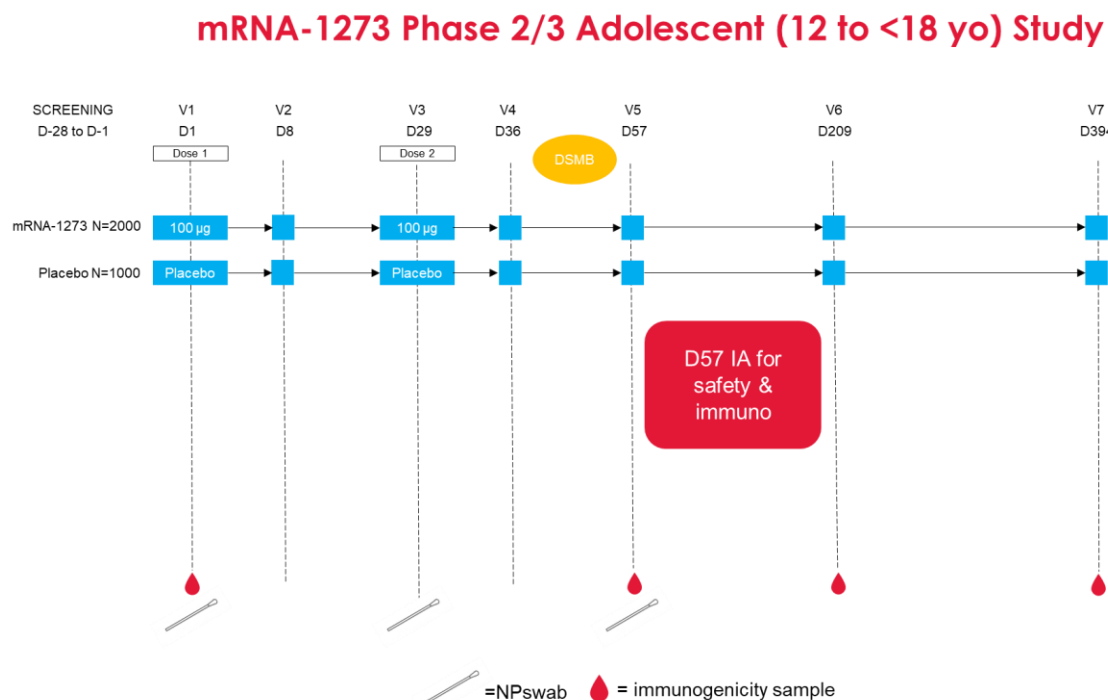 mRNA-1273 Phase 2/3 Adolescent (12 to <18 yo) Study
SCREENING V1 V2 V3 V4 V5 V6 V7
D-28 to D-1 D1 D8 D29 D36 D57 D209 D394
Dose 1 Dose 2
DSMB
mRNA-1273 N=2000 100 µg 100 µg
Placebo N=1000 Placebo Placebo
D57 IA for
safety &
immuno
=NPswab = immunogenicity sample